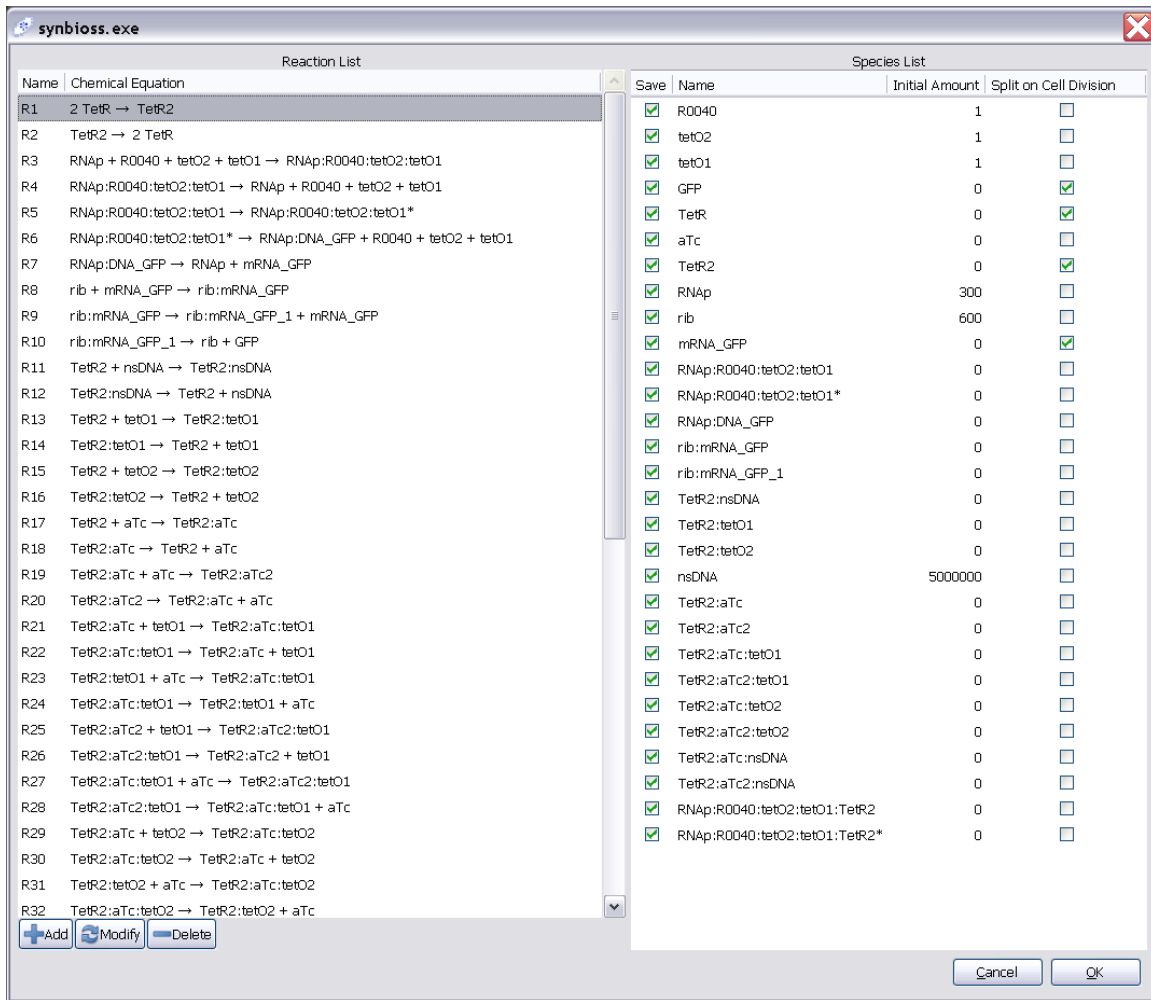 synbioss.exe
Reaction List
Name Chemical Equation
R1 2 TetR → TetR2
R2 TetR2 → 2 TetR
R3 RNAp + R0040 + tetO2 + tetO1 → RNAp:R0040:tetO2:tetO1
R4 RNAp:R0040:tetO2:tetO1 → RNAp + R0040 + tetO2 + tetO1
R5 RNAp:R0040:tetO2:tetO1 → RNAp:R0040:tetO2:tetO1*
R6 RNAp:R0040:tetO2:tetO1* → RNAp:DNA_GFP + R0040 + tetO2 + tetO1
R7 RNAp:DNA_GFP → RNAp + mRNA_GFP
R8 rib + mRNA_GFP → rib:mRNA_GFP
R9 rib:mRNA_GFP → rib:mRNA_GFP_1 + mRNA_GFP
R10 rib:mRNA_GFP_1 → rib + GFP
R11 TetR2 + nsDNA → TetR2:nsDNA
R12 TetR2:nsDNA → TetR2 + nsDNA
R13 TetR2 + tetO1 → TetR2:tetO1
R14 TetR2:tetO1 → TetR2 + tetO1
R15 TetR2 + tetO2 → TetR2:tetO2
R16 TetR2:tetO2 → TetR2 + tetO2
R17 TetR2 + aTc → TetR2:aTc
R18 TetR2:aTc → TetR2 + aTc
R19 TetR2:aTc + aTc → TetR2:aTc2
R20 TetR2:aTc2 → TetR2:aTc + aTc
R21 TetR2:aTc + tetO1 → TetR2:aTc:tetO1
R22 TetR2:aTc:tetO1 → TetR2:aTc + tetO1
R23 TetR2:tetO1 + aTc → TetR2:aTc:tetO1
R24 TetR2:aTc:tetO1 → TetR2:tetO1 + aTc
R25 TetR2:aTc2 + tetO1 → TetR2:aTc2:tetO1
R26 TetR2:aTc2:tetO1 → TetR2:aTc2 + tetO1
R27 TetR2:aTc:tetO1 + aTc → TetR2:aTc2:tetO1
R28 TetR2:aTc2:tetO1 → TetR2:aTc:tetO1 + aTc
R29 TetR2:aTc + tetO2 → TetR2:aTc:tetO2
R30 TetR2:aTc:tetO2 → TetR2:aTc + tetO2
R31 TetR2:tetO2 + aTc → TetR2:aTc:tetO2
R32 TetR2:aTc:tetO2 → TetR2:tetO2 + aTc
Add Modify Delete
Species List
Save Name Initial Amount Split on Cell Division
R0040 1
tetO2 1
tetO1 1
GFP 0
TetR 0
aTc 0
TetR2 0
RNAp 300
rib 600
mRNA_GFP 0
RNAp:R0040:tetO2:tetO1 0
RNAp:R0040:tetO2:tetO1* 0
RNAp:DNA_GFP 0
rib:mRNA_GFP 0
rib:mRNA_GFP_1 0
TetR2:nsDNA 0
TetR2:tetO1 0
TetR2:tetO2 0
nsDNA 5000000
TetR2:aTc 0
TetR2:aTc2 0
TetR2:aTc:tetO1 0
TetR2:aTc2:tetO1 0
TetR2:aTc:tetO2 0
TetR2:aTc2:tetO2 0
TetR2:aTc:nsDNA 0
TetR2:aTc2:nsDNA 0
RNAp:R0040:tetO2:tetO1:TetR2 0
RNAp:R0040:tetO2:tetO1:TetR2* 0
Cancel OK